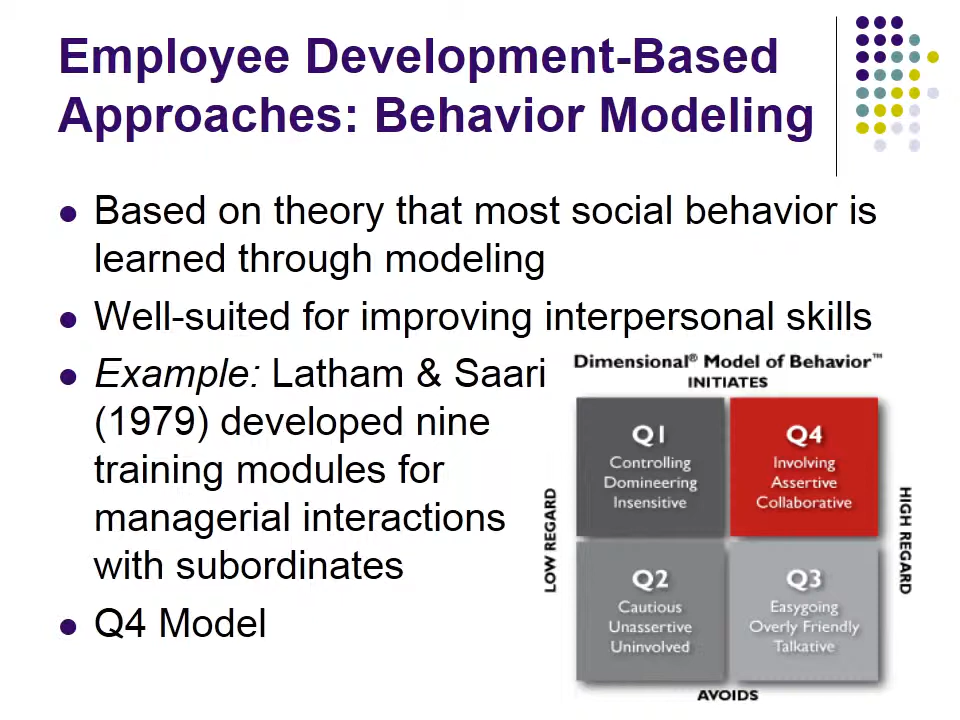 Employee Development-Based
Approaches: Behavior Modeling
Based on theory that most social behavior is
learned through modeling
Well-suited for improving interpersonal skills
Example: Latham & Saari
(1979) developed nine
training modules for
managerial interactions
with subordinates
Q4 Model
Dimensional® Model of Behavior™
INITIATES
LOW REGARD
Q1
Controlling
Domineering
Insensitive
Q4
Involving
Assertive
Collaborative
HIGH REGARD
Q2
Cautious
Unassertive
Uninvolved
Q3
Easygoing
Overly Friendly
Talkative
AVOIDS